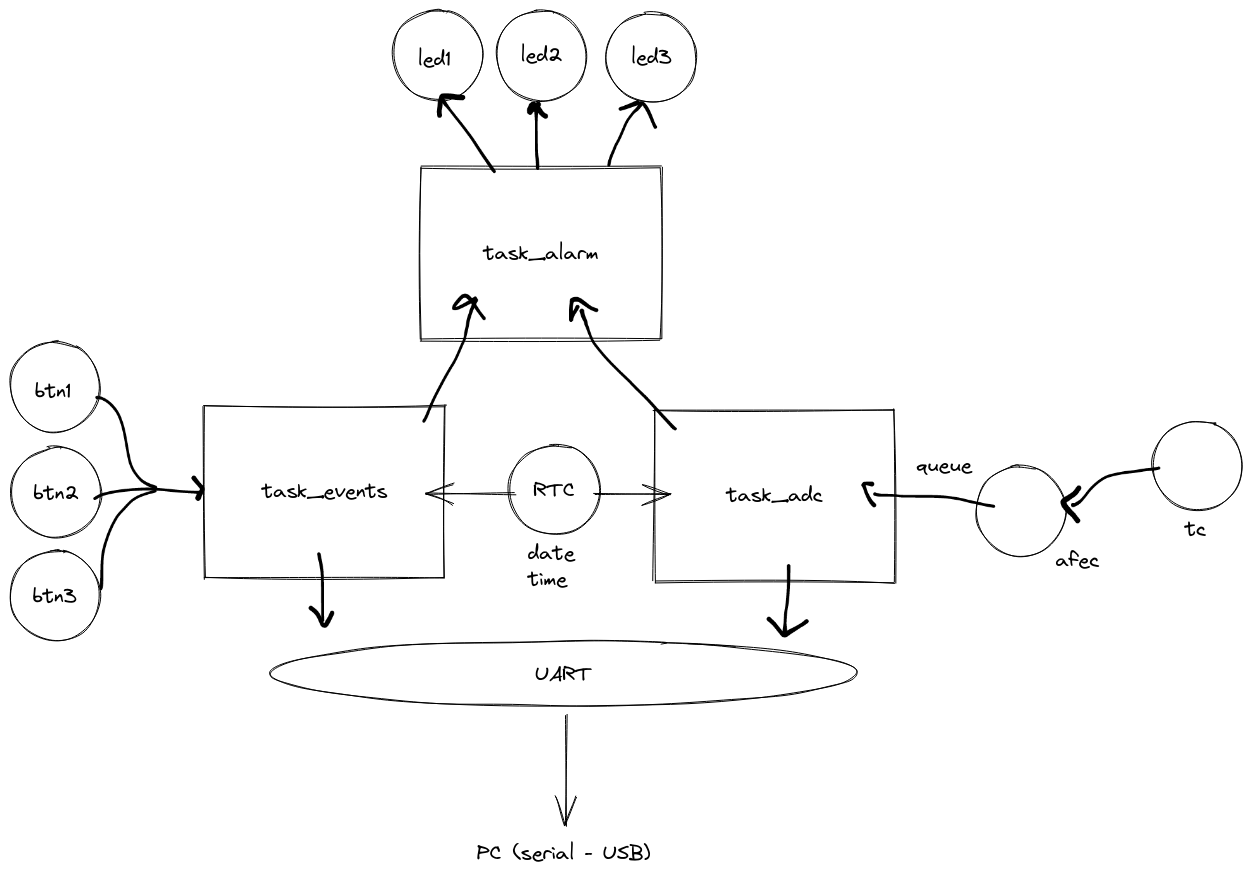 led1
led2
led3
task_alarm
btn1
btn2
btn3
task_events
RTC
date
time
task_adc
queue
afec
tc
UART
PC (serial - USB)